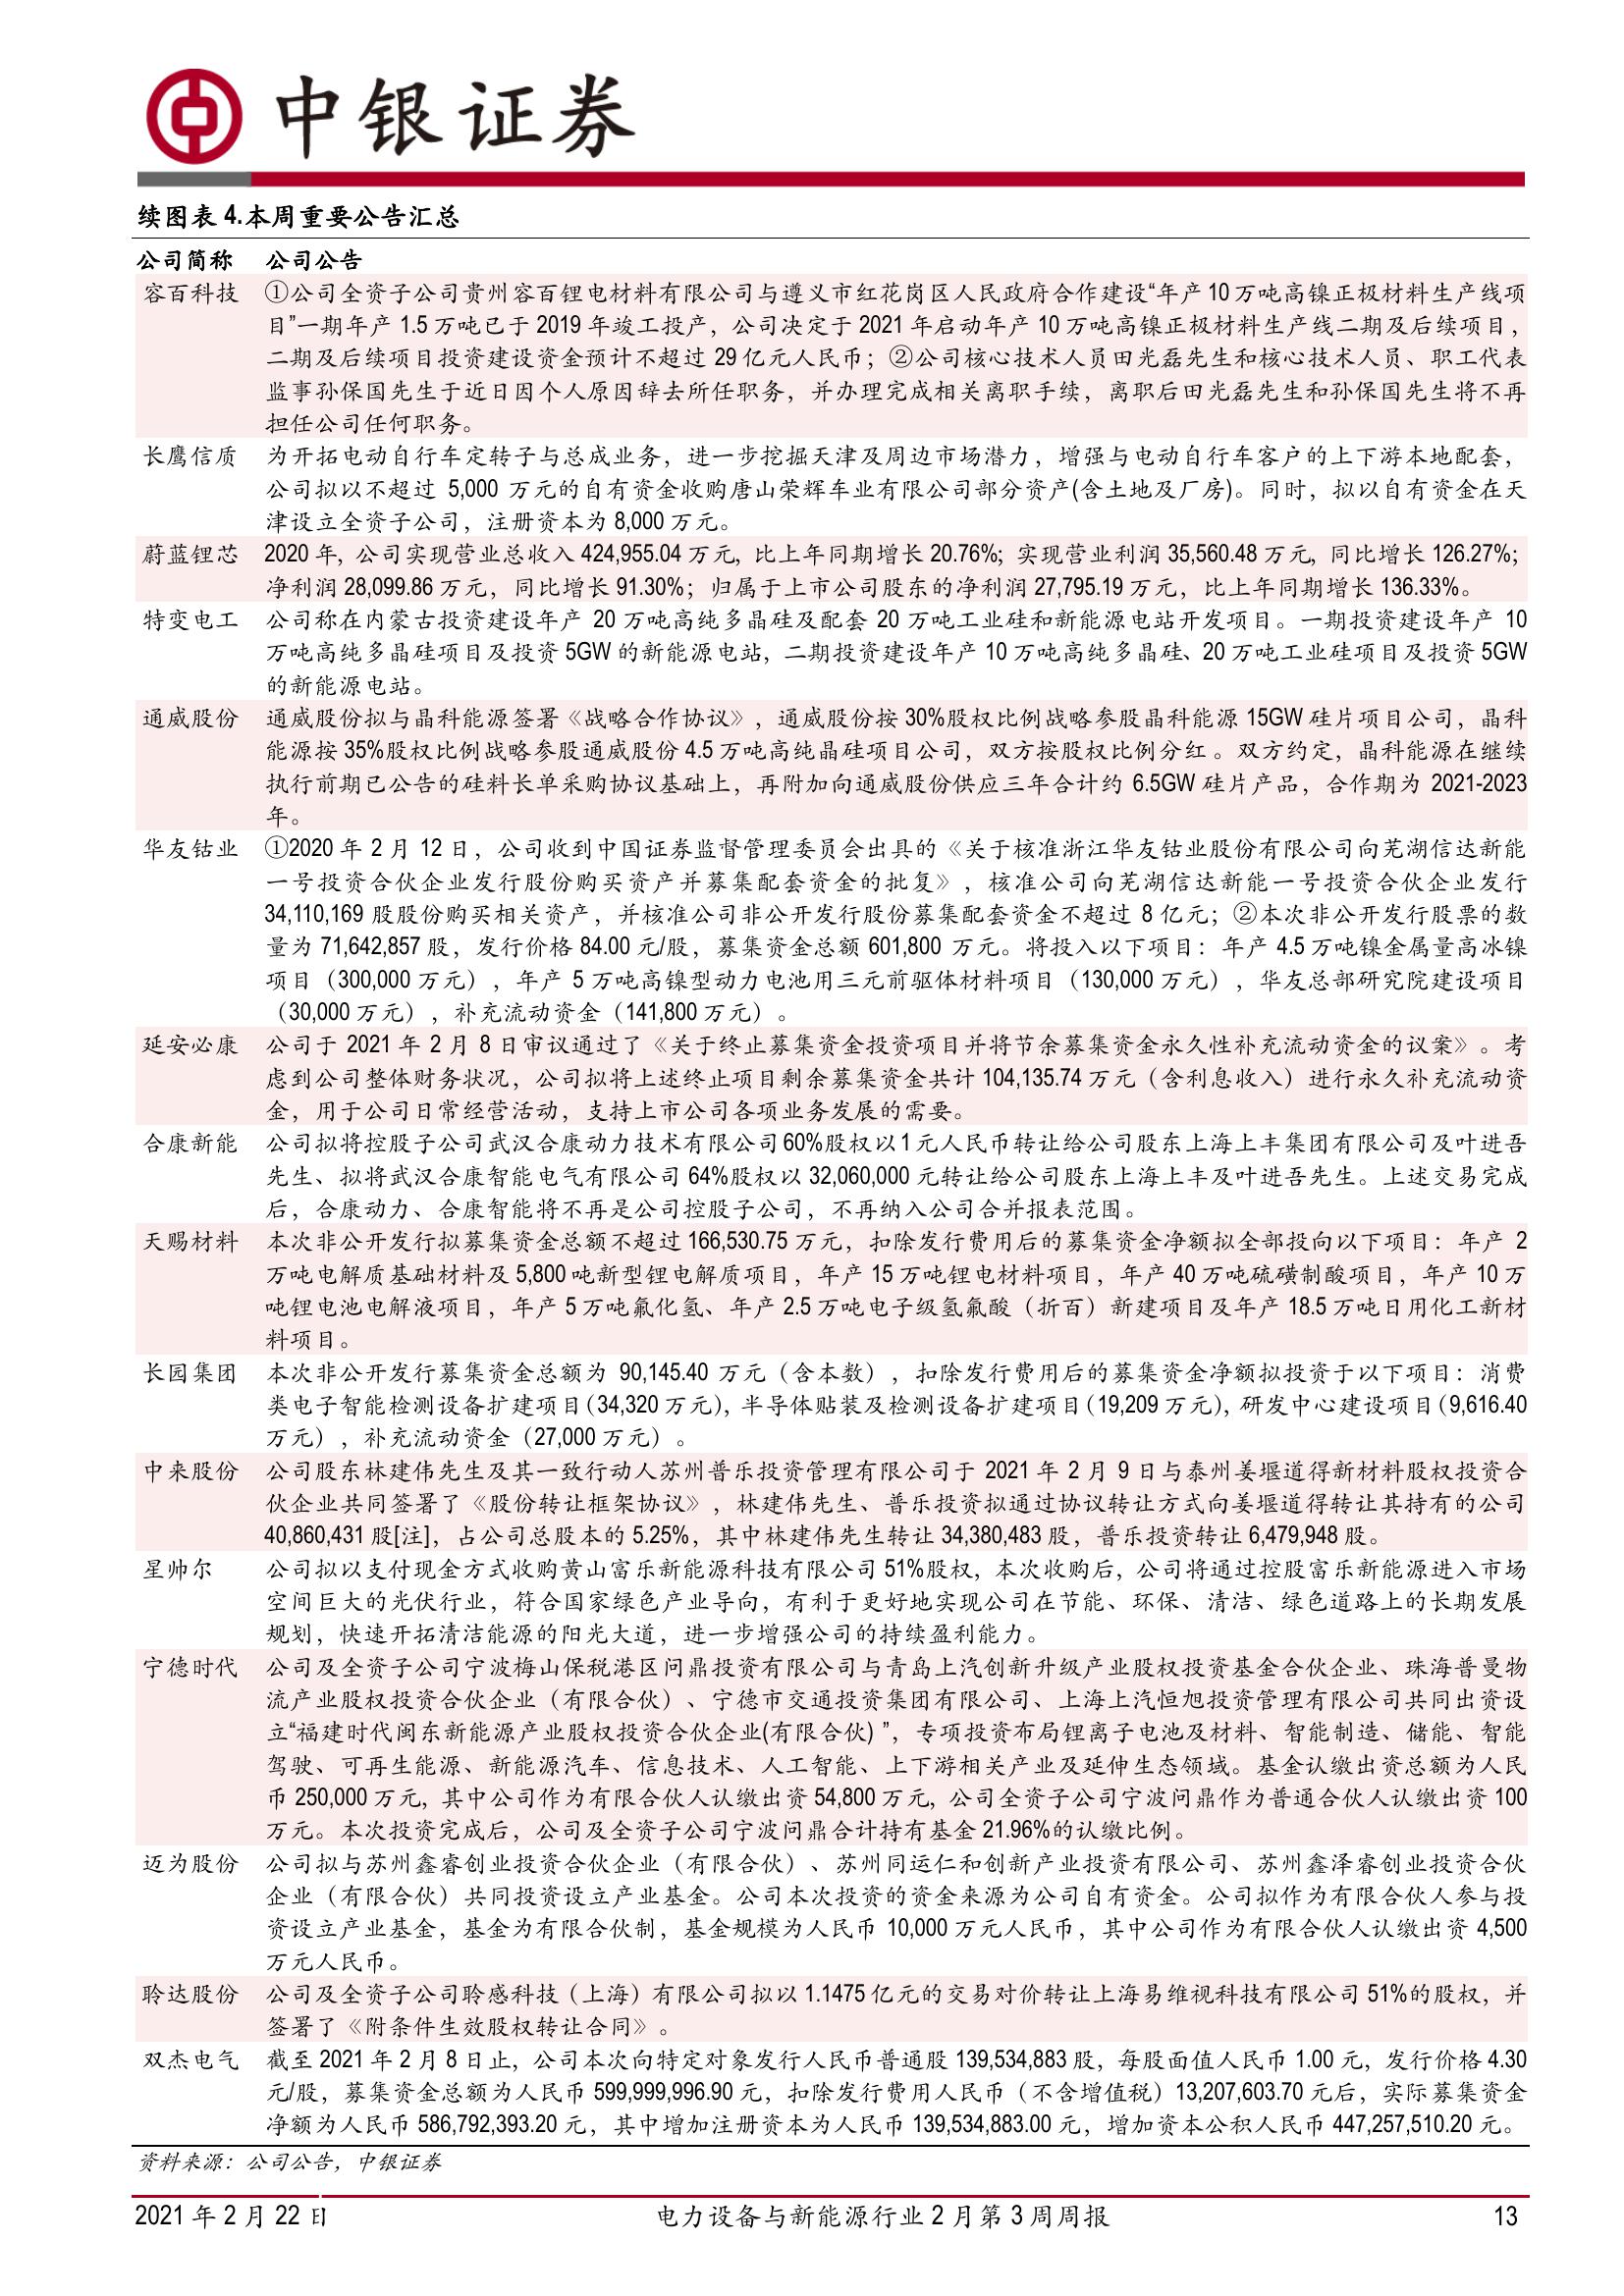 中银证券
续图表 4.本周重要公告汇总
公司简称 公司公告
容百科技 ①公司全资子公司贵州容百锂电材料有限公司与遵义市红花岗区人民政府合作建设“年产 10 万吨高镍正极材料生产线项
目”一期年产 1.5 万吨已于 2019 年竣工投产，公司决定于 2021 年启动年产 10 万吨高镍正极材料生产线二期及后续项目，
二期及后续项目投资建设资金预计不超过 29 亿元人民币；②公司核心技术人员田光磊先生和核心技术人员、职工代表
监事孙保国先生于近日因个人原因辞去所任职务，并办理完成相关离职手续，离职后田光磊先生和孙保国先生将不再
担任公司任何职务。
长鹰信质 为开拓电动自行车定转子与总成业务，进一步挖掘天津及周边市场潜力，增强与电动自行车客户的上下游本地配套，
公司拟以不超过 5,000 万元的自有资金收购唐山荣辉车业有限公司部分资产(含土地及厂房)。同时，拟以自有资金在天
津设立全资子公司，注册资本为 8,000 万元。
蔚蓝锂芯 2020 年，公司实现营业总收入 424,955.04 万元，比上年同期增长 20.76%；实现营业利润 35,560.48 万元，同比增长 126.27%；
净利润 28,099.86 万元，同比增长 91.30%；归属于上市公司股东的净利润 27,795.19 万元，比上年同期增长 136.33%。
特变电工 公司称在内蒙古投资建设年产 20 万吨高纯多晶硅及配套 20 万吨工业硅和新能源电站开发项目。一期投资建设年产 10
万吨高纯多晶硅项目及投资 5GW 的新能源电站，二期投资建设年产 10 万吨高纯多晶硅、20 万吨工业硅项目及投资 5GW
的新能源电站。
通威股份 通威股份拟与晶科能源签署《战略合作协议》，通威股份按 30%股权比例战略参股晶科能源 15GW 硅片项目公司，晶科
能源按 35%股权比例战略参股通威股份 4.5 万吨高纯晶硅项目公司，双方按股权比例分红。双方约定，晶科能源在继续
执行前期已公告的硅料长单采购协议基础上，再附加向通威股份供应三年合计约 6.5GW 硅片产品，合作期为 2021-2023
年。
华友钴业 ①2020 年 2 月 12 日，公司收到中国证券监督管理委员会出具的《关于核准浙江华友钴业股份有限公司向芜湖信达新能
一号投资合伙企业发行股份购买资产并募集配套资金的批复》，核准公司向芜湖信达新能一号投资合伙企业发行
34,110,169 股股份购买相关资产，并核准公司非公开发行股份募集配套资金不超过 8 亿元；②本次非公开发行股票的数
量为 71,642,857 股，发行价格 84.00 元/股，募集资金总额 601,800 万元。将投入以下项目：年产 4.5 万吨镍金属量高冰镍
项目（300,000 万元），年产 5 万吨高镍型动力电池用三元前驱体材料项目（130,000 万元），华友总部研究院建设项目
（30,000 万元），补充流动资金（141,800 万元）。
延安必康 公司于 2021 年 2 月 8 日审议通过了《关于终止募集资金投资项目并将节余募集资金永久性补充流动资金的议案》。考
虑到公司整体财务状况，公司拟将上述终止项目剩余募集资金共计 104,135.74 万元（含利息收入）进行永久补充流动资
金，用于公司日常经营活动，支持上市公司各项业务发展的需要。
合康新能 公司拟将控股子公司武汉合康动力技术有限公司 60%股权以 1 元人民币转让给公司股东上海上丰集团有限公司及叶进吾
先生、拟将武汉合康智能电气有限公司 64%股权以 32,060,000 元转让给公司股东上海上丰及叶进吾先生。上述交易完成
后，合康动力、合康智能将不再是公司控股子公司，不再纳入公司合并报表范围。
天赐材料 本次非公开发行拟募集资金总额不超过 166,530.75 万元，扣除发行费用后的募集资金净额拟全部投向以下项目：年产 2
万吨电解质基础材料及 5,800 吨新型锂电解质项目，年产 15 万吨锂电材料项目，年产 40 万吨硫磺制酸项目，年产 10 万
吨锂电池电解液项目，年产 5 万吨氟化氢、年产 2.5 万吨电子级氢氟酸（折百）新建项目及年产 18.5 万吨日用化工新材
料项目。
长园集团 本次非公开发行募集资金总额为 90,145.40 万元（含本数），扣除发行费用后的募集资金净额拟投资于以下项目：消费
类电子智能检测设备扩建项目（34,320 万元），半导体贴装及检测设备扩建项目（19,209 万元），研发中心建设项目（9,616.40
万元），补充流动资金（27,000 万元）。
中来股份 公司股东林建伟先生及其一致行动人苏州普乐投资管理有限公司于 2021 年 2 月 9 日与泰州姜堰道得新材料股权投资合
伙企业共同签署了《股份转让框架协议》，林建伟先生、普乐投资拟通过协议转让方式向姜堰道得转让其持有的公司
40,860,431 股[注]，占公司总股本的 5.25%，其中林建伟先生转让 34,380,483 股，普乐投资转让 6,479,948 股。
星帅尔 公司拟以支付现金方式收购黄山富乐新能源科技有限公司 51%股权，本次收购后，公司将通过控股富乐新能源进入市场
空间巨大的光伏行业，符合国家绿色产业导向，有利于更好地实现公司在节能、环保、清洁、绿色道路上的长期发展
规划，快速开拓清洁能源的阳光大道，进一步增强公司的持续盈利能力。
宁德时代 公司及全资子公司宁波梅山保税港区问鼎投资有限公司与青岛上汽创新升级产业股权投资基金合伙企业、珠海普曼物
流产业股权投资合伙企业（有限合伙）、宁德市交通投资集团有限公司、上海上汽恒旭投资管理有限公司共同出资设
立“福建时代闽东新能源产业股权投资合伙企业(有限合伙) ”，专项投资布局锂离子电池及材料、智能制造、储能、智能
驾驶、可再生能源、新能源汽车、信息技术、人工智能、上下游相关产业及延伸生态领域。基金认缴出资总额为人民
币 250,000 万元，其中公司作为有限合伙人认缴出资 54,800 万元，公司全资子公司宁波问鼎作为普通合伙人认缴出资 100
万元。本次投资完成后，公司及全资子公司宁波问鼎合计持有基金 21.96%的认缴比例。
迈为股份 公司拟与苏州鑫睿创业投资合伙企业（有限合伙）、苏州同运仁和创新产业投资有限公司、苏州鑫泽睿创业投资合伙
企业（有限合伙）共同投资设立产业基金。公司本次投资的资金来源为公司自有资金。公司拟作为有限合伙人参与投
资设立产业基金，基金为有限合伙制，基金规模为人民币 10,000 万元人民币，其中公司作为有限合伙人认缴出资 4,500
万元人民币。
聆达股份 公司及全资子公司聆感科技（上海）有限公司拟以 1.1475 亿元的交易对价转让上海易维视科技有限公司 51%的股权，并
签署了《附条件生效股权转让合同》。
双杰电气 截至 2021 年 2 月 8 日止，公司本次向特定对象发行人民币普通股 139,534,883 股，每股面值人民币 1.00 元，发行价格 4.30
元/股，募集资金总额为人民币 599,999,996.90 元，扣除发行费用人民币（不含增值税）13,207,603.70 元后，实际募集资金
净额为人民币 586,792,393.20 元，其中增加注册资本为人民币 139,534,883.00 元，增加资本公积人民币 447,257,510.20 元。
资料来源：公司公告，中银证券
2021 年 2 月 22 日 电力设备与新能源行业 2 月第 3 周周报 13